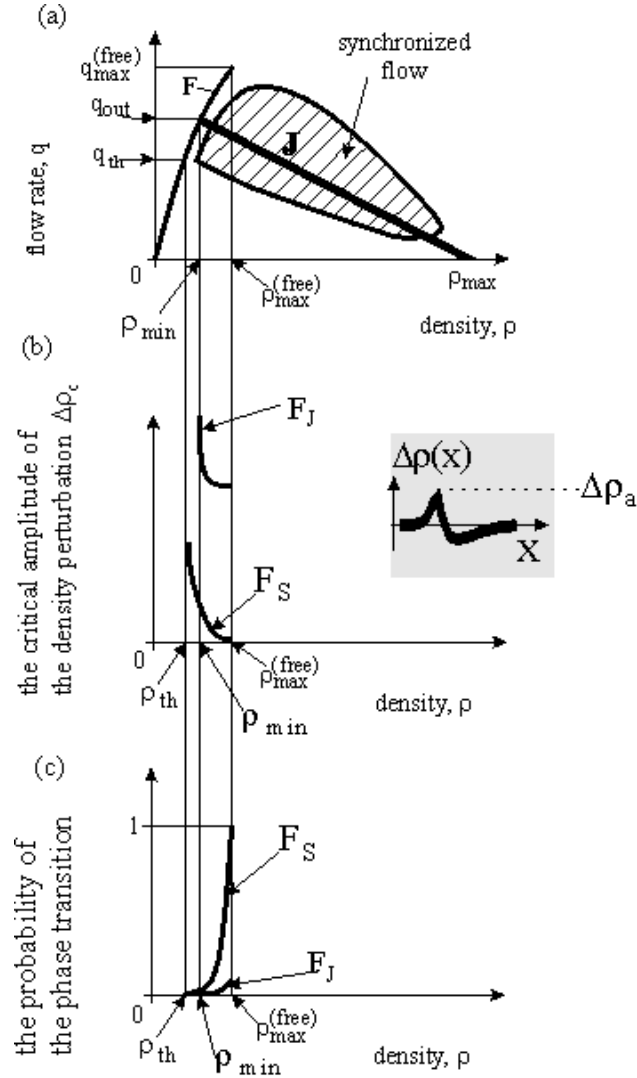 (a)
q_max^(free)
F
q_out
q_th
J
synchronized
flow
flow rate, q
0
ρ_min
ρ_max^(free)
ρ_max
density, ρ
(b)
the critical amplitude of
the density perturbation Δρ_c
F_J
F_S
Δρ(x)
Δρ_a
X
0
ρ_th
ρ_min
ρ_max^(free)
density, ρ
(c)
the probability of
the phase transition
1
F_S
F_J
0
ρ_th
ρ_min
ρ_max^(free)
density, ρ